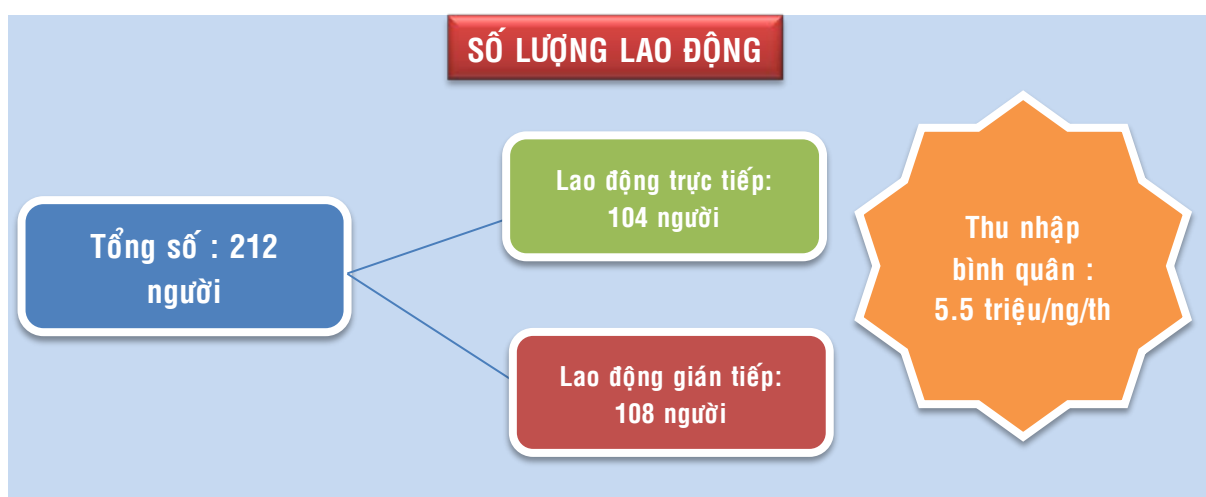 SỐ LƯỢNG LAO ĐỘNG
Tổng số : 212
người
Lao động trực tiếp:
104 người
Lao động gián tiếp:
108 người
Thu nhập
bình quân :
5.5 triệu/ng/th